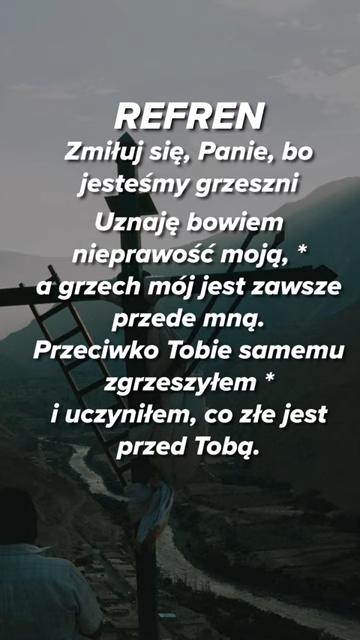 REFREN
Zmiłuj się, Panie, bo
jesteśmy grzeszni
Uznaję bowiem
nieprawość moją, *
a grzech mój jest zawsze
przede mną.
Przeciwko Tobie samemu
zgrzeszyłem *
i uczyniłem, co złe jest
przed Tobą.